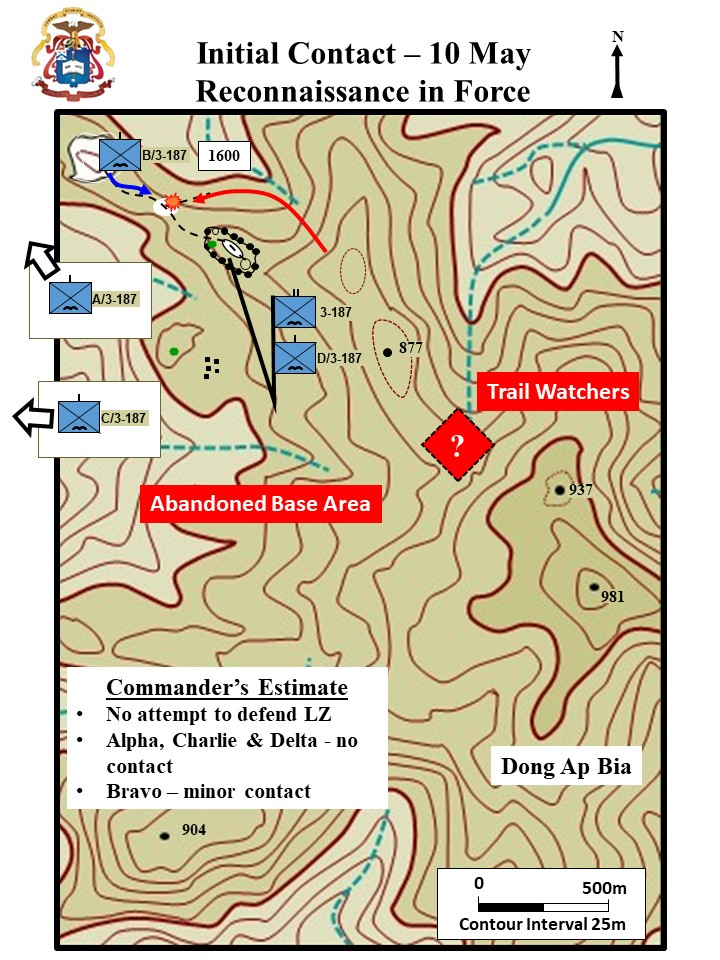 Initial Contact – 10 May
Reconnaissance in Force
N
B/3-187
1600
A/3-187
3-187
D/3-187
877
Trail Watchers
C/3-187
?
937
Abandoned Base Area
981
Commander’s Estimate
• No attempt to defend LZ
• Alpha, Charlie & Delta - no
contact
• Bravo – minor contact
Dong Ap Bia
904
0 500m
Contour Interval 25m